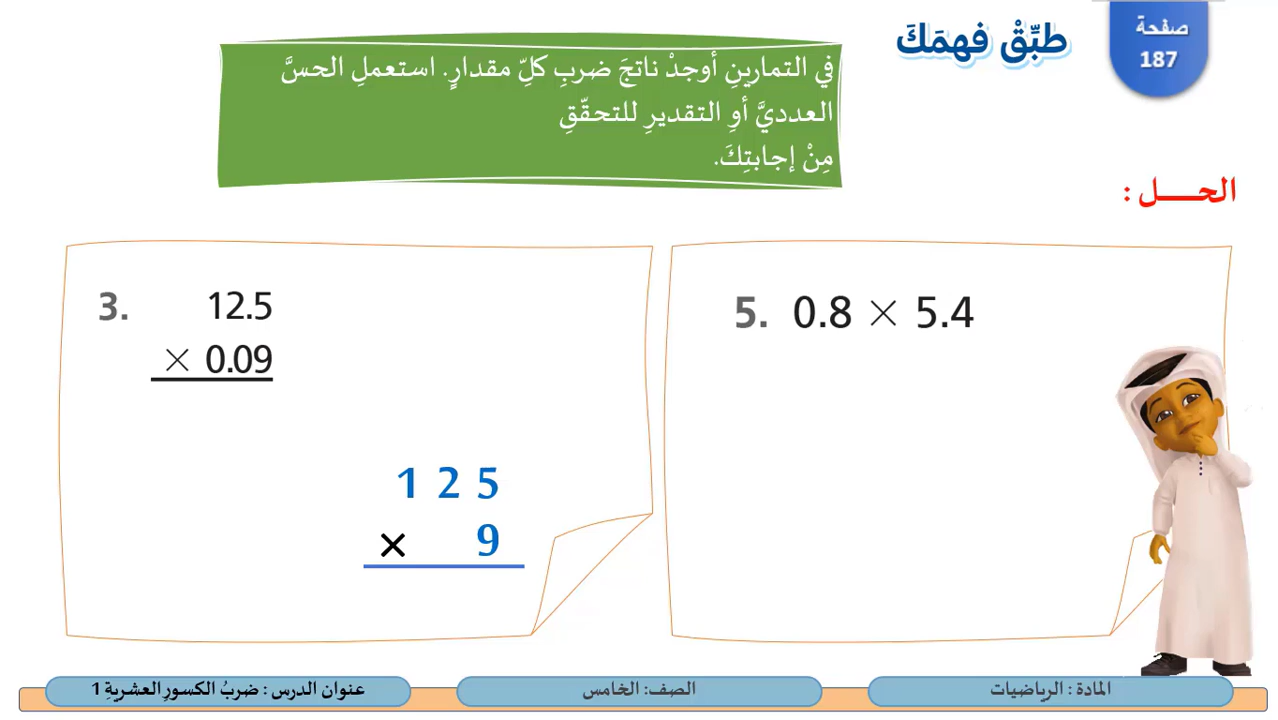 صفحة
187
طبِّقْ فهمَكَ
في التمارينِ أوجدْ ناتجَ ضربِ كلِّ مقدارٍ. استعملِ الحسَّ
العدديَّ أوِ التقديرِ للتحقّقِ
مِنْ إجابتِكَ.
الحـــــل :
3. 12.5
× 0.09
1 2 5
× 9
5. 0.8 × 5.4
المادة : الرياضيات
الصف: الخامس
عنوان الدرس : ضربُ الكسورِ العشريةِ 1